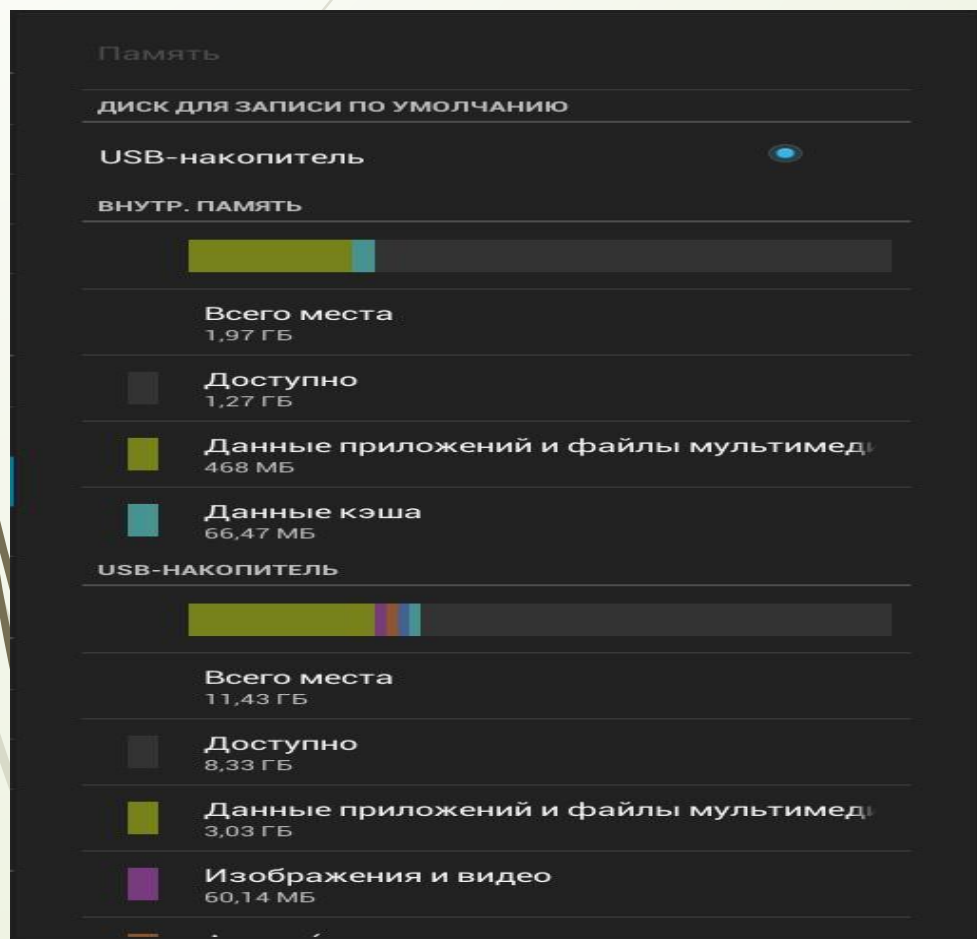 Память
ДИСК ДЛЯ ЗАПИСИ ПО УМОЛЧАНИЮ
USB-накопитель
ВНУТР. ПАМЯТЬ
Всего места
1,97 ГБ
Доступно
1,27 ГБ
Данные приложений и файлы мультимеди
468 МБ
Данные кэша
66,47 МБ
USB-НАКОПИТЕЛЬ
Всего места
11,43 ГБ
Доступно
8,33 ГБ
Данные приложений и файлы мультимеди
3,03 ГБ
Изображения и видео
60,14 МБ